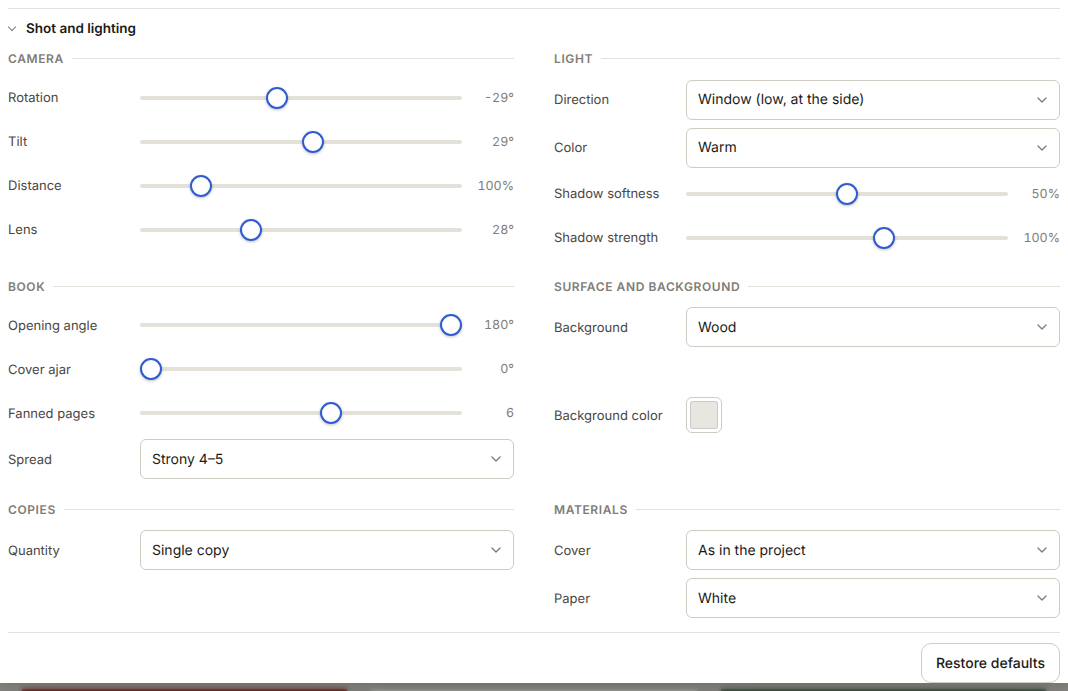 Shot and lighting
CAMERA
Rotation -29°
Tilt 29°
Distance 100%
Lens 28°
LIGHT
Direction Window (low, at the side)
Color Warm
Shadow softness 50%
Shadow strength 100%
BOOK
Opening angle 180°
Cover ajar 0°
Fanned pages 6
Spread Strony 4–5
SURFACE AND BACKGROUND
Background Wood
Background color
COPIES
Quantity Single copy
MATERIALS
Cover As in the project
Paper White
Restore defaults